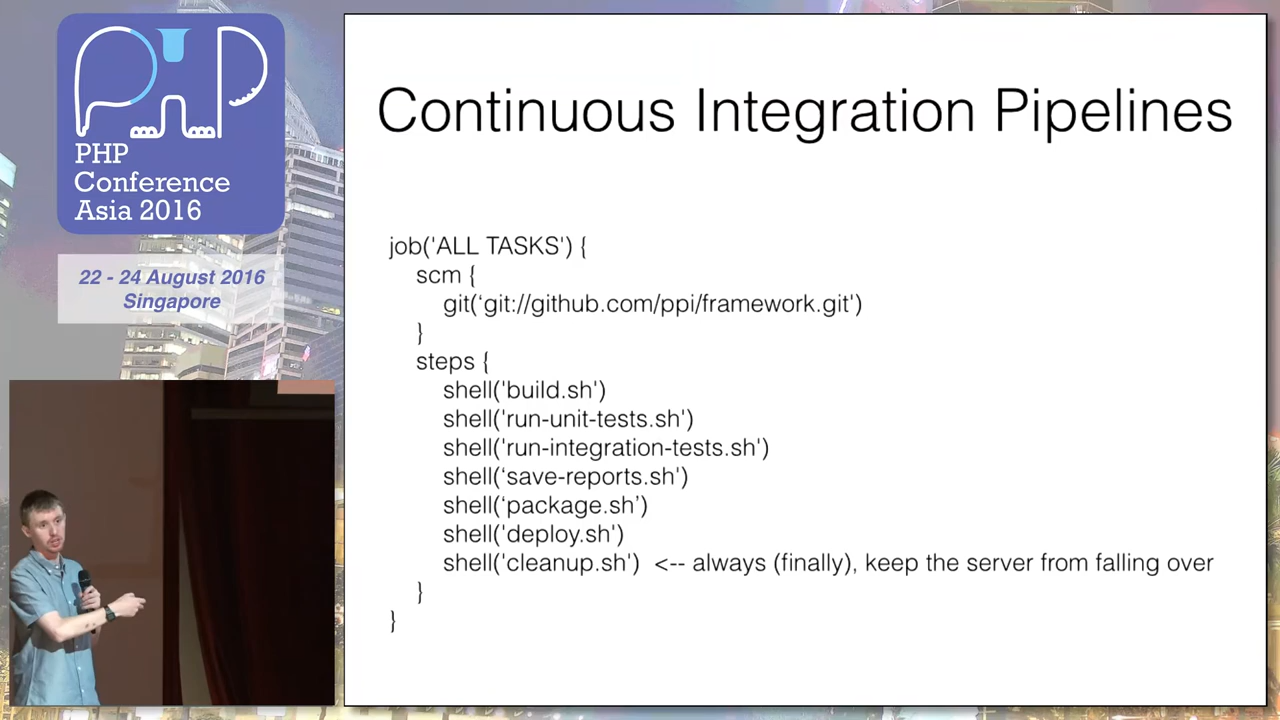 PHP
PHP
Conference
Asia 2016
22 - 24 August 2016
Singapore
Continuous Integration Pipelines
job('ALL TASKS') {
scm {
git(‘git://github.com/ppi/framework.git')
}
steps {
shell('build.sh')
shell('run-unit-tests.sh')
shell('run-integration-tests.sh')
shell(‘save-reports.sh')
shell(‘package.sh’)
shell('deploy.sh')
shell('cleanup.sh') <-- always (finally), keep the server from falling over
}
}